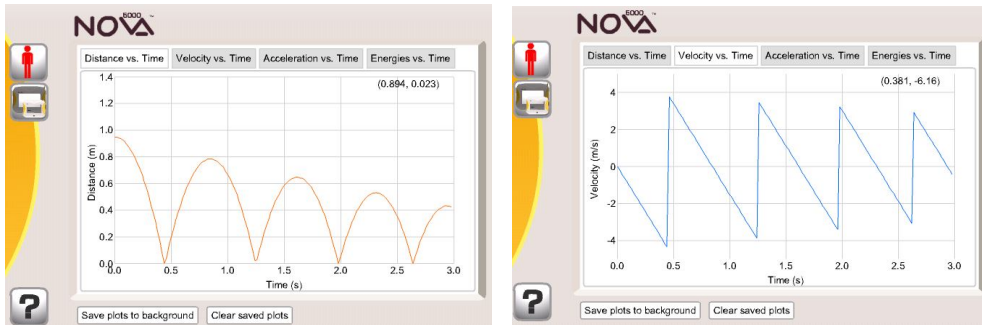 NOVA 5000 ™
Distance vs. Time Velocity vs. Time Acceleration vs. Time Energies vs. Time
(0.894, 0.023)
1.4
1.2
1.0
0.8
0.6
0.4
0.2
0.0
Distance (m)
0.0 0.5 1.0 1.5 2.0 2.5 3.0
Time (s)
?
Save plots to background Clear saved plots
NOVA 5000 ™
Distance vs. Time Velocity vs. Time Acceleration vs. Time Energies vs. Time
(0.381, -6.16)
4
2
0
-2
-4
Velocity (m/s)
0.0 0.5 1.0 1.5 2.0 2.5 3.0
Time (s)
?
Save plots to background Clear saved plots